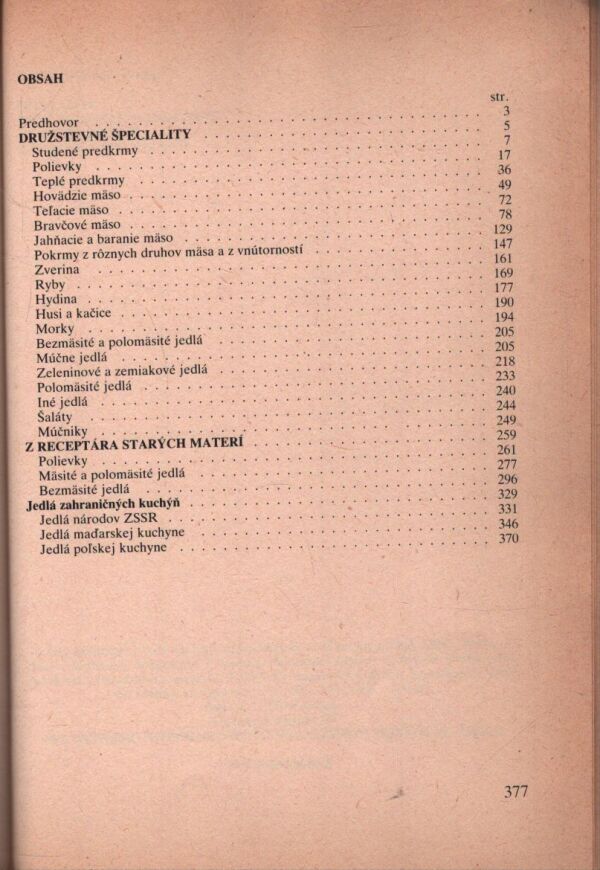 OBSAH
str.
Predhovor . . . . . . . . . . 3
DRUŽSTEVNÉ ŠPECIALITY . . . . . . . . . . 5
Studené predkrmy . . . . . . . . . . 7
Polievky . . . . . . . . . . 17
Teplé predkrmy . . . . . . . . . . 36
Hovädzie mäso . . . . . . . . . . 49
Teľacie mäso . . . . . . . . . . 72
Bravčové mäso . . . . . . . . . . 78
Jahňacie a baranie mäso . . . . . . . . . . 129
Pokrmy z rôznych druhov mäsa a z vnútorností . . . . . . . . . . 147
Zverina . . . . . . . . . . 161
Ryby . . . . . . . . . . 169
Hydina . . . . . . . . . . 177
Husi a kačice . . . . . . . . . . 190
Morky . . . . . . . . . . 194
Bezmäsité a polomäsité jedlá . . . . . . . . . . 205
Múčne jedlá . . . . . . . . . . 205
Zeleninové a zemiakové jedlá . . . . . . . . . . 218
Polomäsité jedlá . . . . . . . . . . 233
Iné jedlá . . . . . . . . . . 240
Šaláty . . . . . . . . . . 244
Múčniky . . . . . . . . . . 249
Z RECEPTÁRA STARÝCH MATERÍ . . . . . . . . . . 259
Polievky . . . . . . . . . . 261
Mäsité a polomäsité jedlá . . . . . . . . . . 277
Bezmäsité jedlá . . . . . . . . . . 296
Jedlá zahraničných kuchýň . . . . . . . . . . 329
Jedlá národov ZSSR . . . . . . . . . . 331
Jedlá maďarskej kuchyne . . . . . . . . . . 346
Jedlá poľskej kuchyne . . . . . . . . . . 370
377